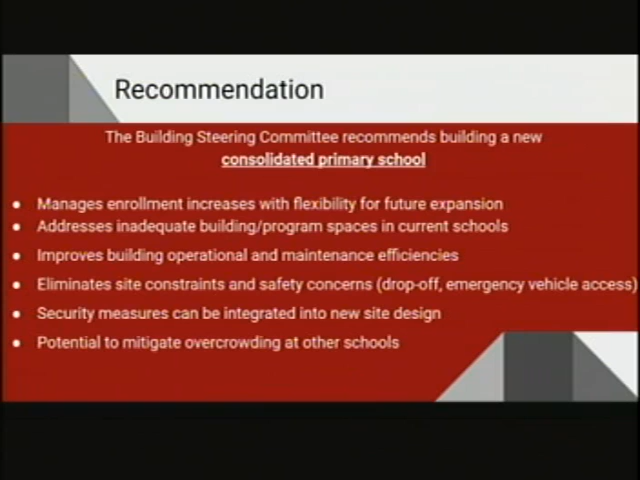 Recommendation
The Building Steering Committee recommends building a new
consolidated primary school
● Manages enrollment increases with flexibility for future expansion
● Addresses inadequate building/program spaces in current schools
● Improves building operational and maintenance efficiencies
● Eliminates site constraints and safety concerns (drop-off, emergency vehicle access)
● Security measures can be integrated into new site design
● Potential to mitigate overcrowding at other schools